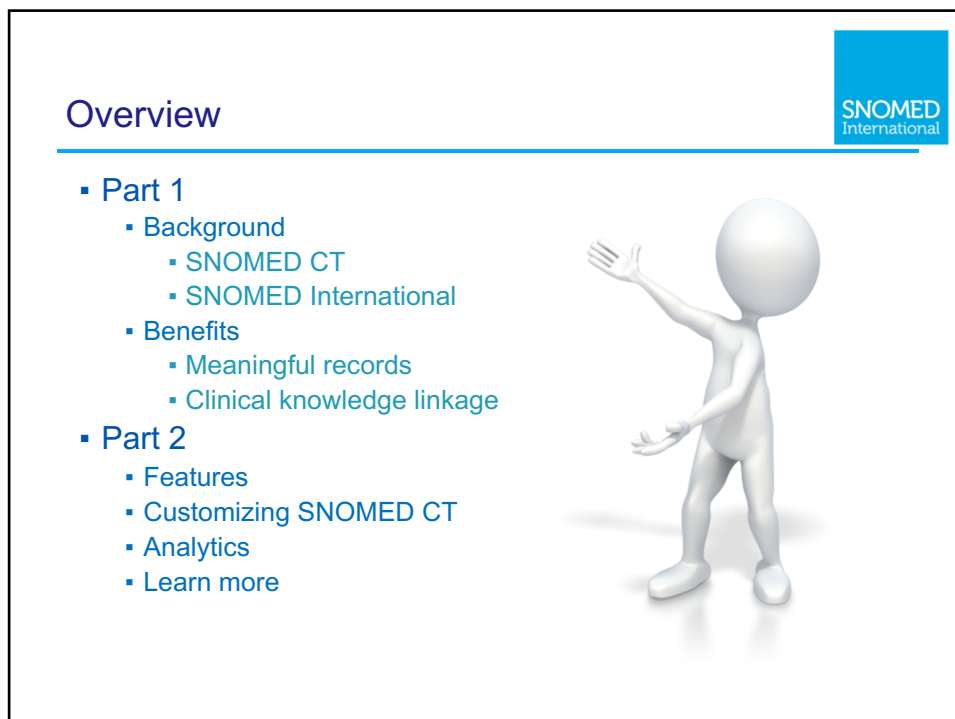 SNOMED
International
Overview
▪ Part 1
▪ Background
▪ SNOMED CT
▪ SNOMED International
▪ Benefits
▪ Meaningful records
▪ Clinical knowledge linkage
▪ Part 2
▪ Features
▪ Customizing SNOMED CT
▪ Analytics
▪ Learn more